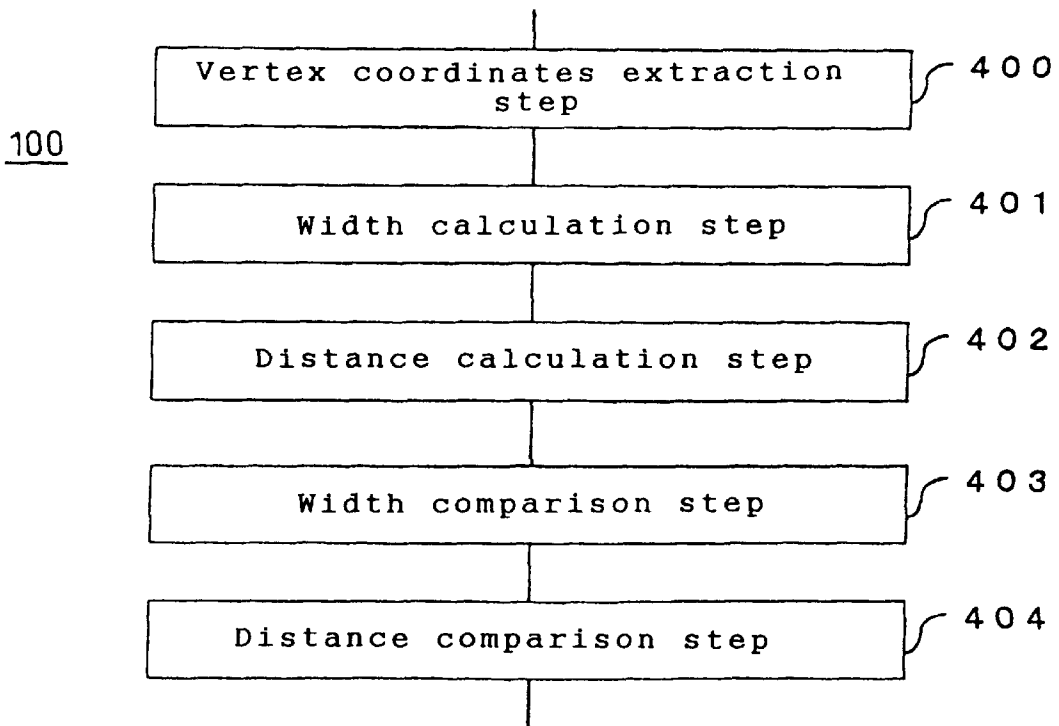 Vertex coordinates extraction
step
400
100
Width calculation step
401
Distance calculation step
402
Width comparison step
403
Distance comparison step
404